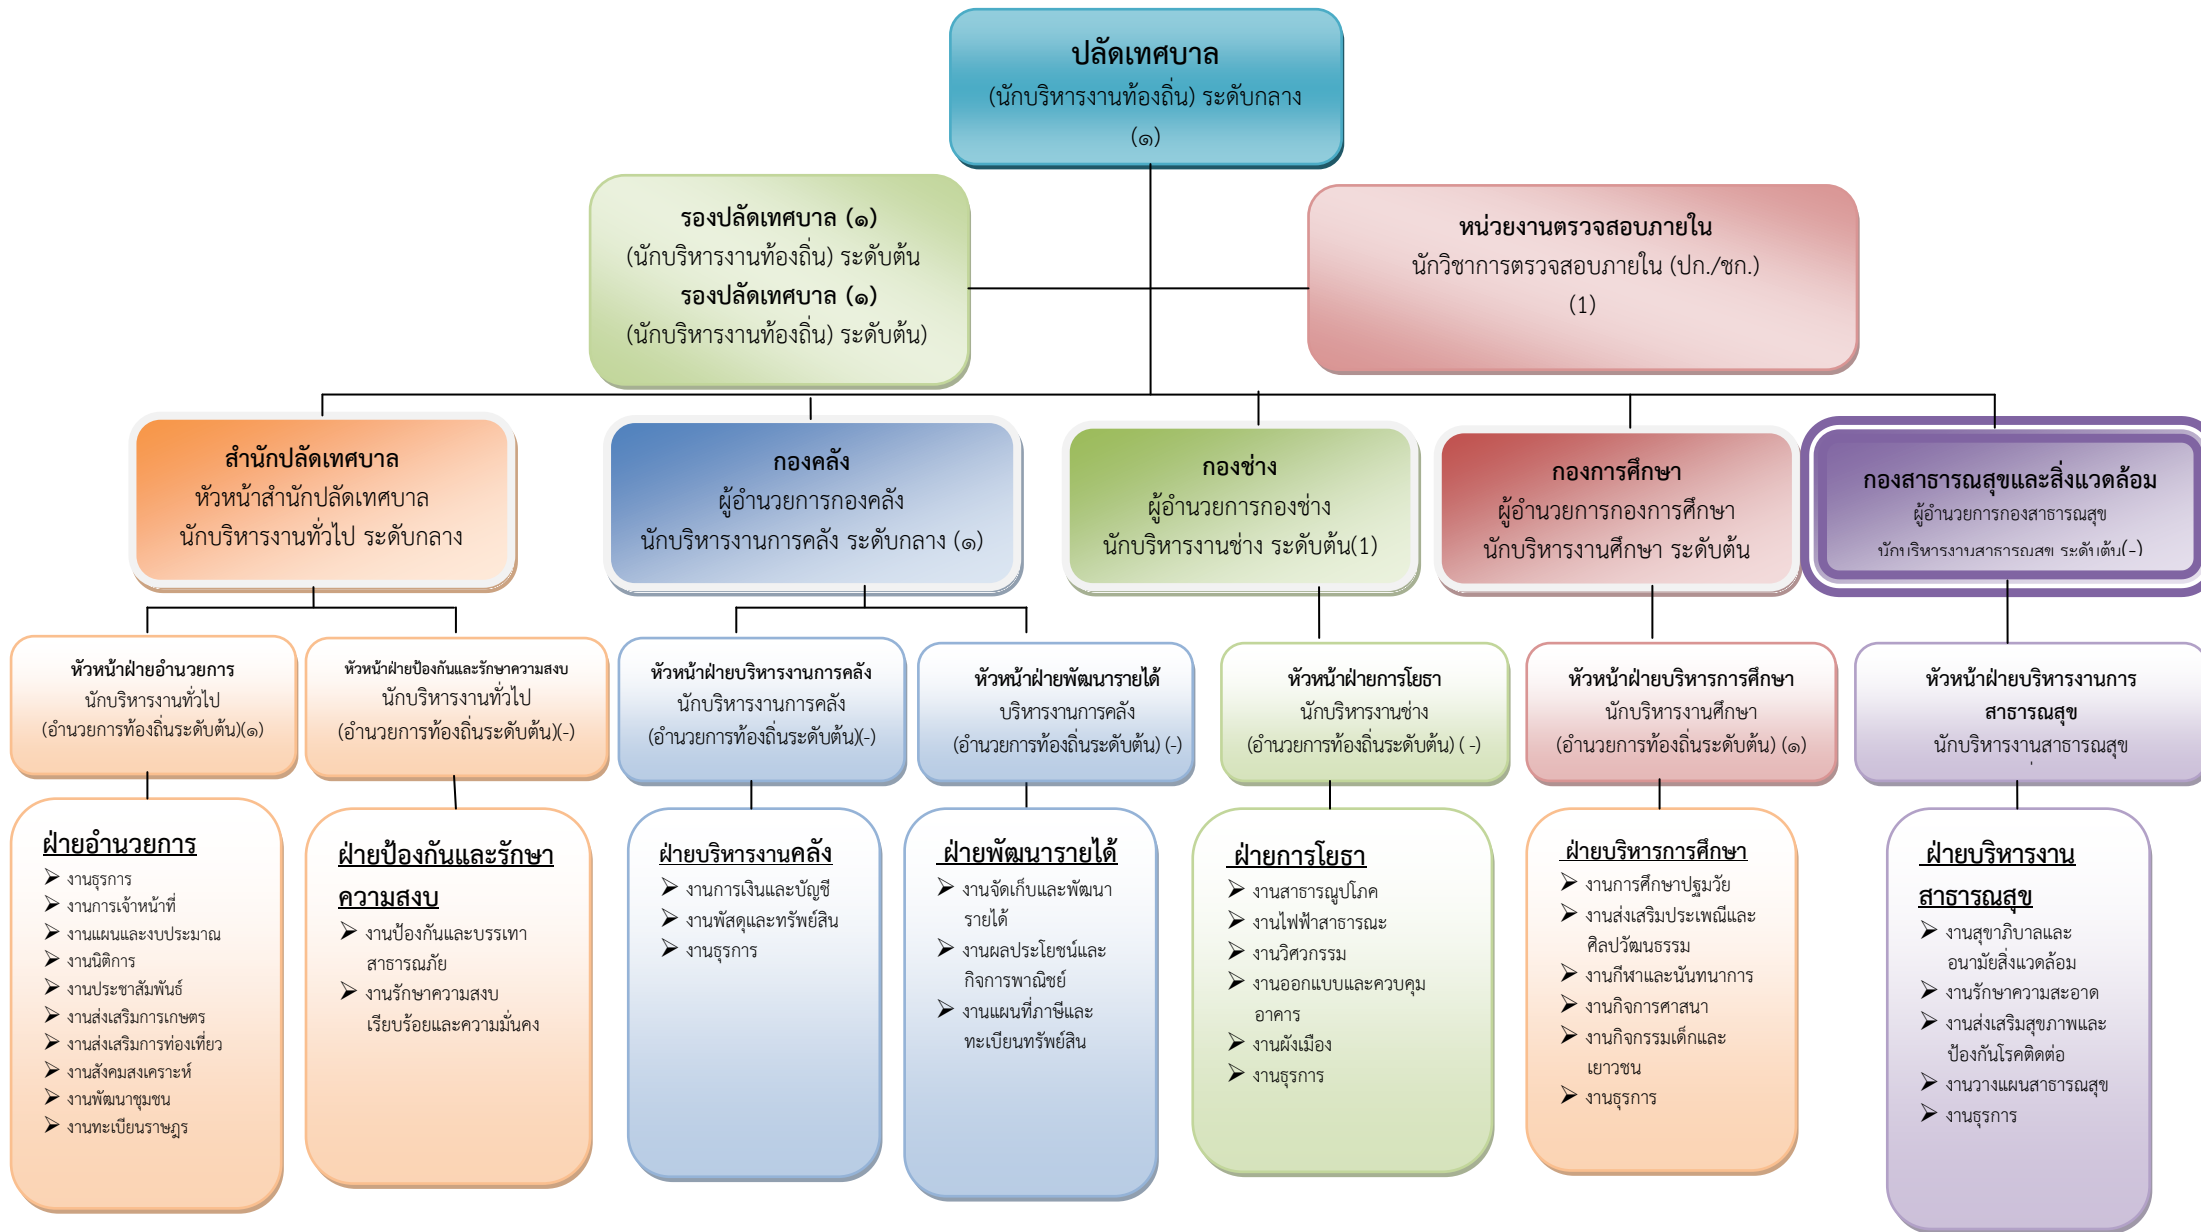 ปลัดเทศบาล
(นักบริหารงานท้องถิ่น) ระดับกลาง
(๑)
รองปลัดเทศบาล (๑)
(นักบริหารงานท้องถิ่น) ระดับต้น
รองปลัดเทศบาล (๑)
(นักบริหารงานท้องถิ่น) ระดับต้น)
หน่วยงานตรวจสอบภายใน
นักวิชาการตรวจสอบภายใน (ปก./ชก.)
(1)
สำนักปลัดเทศบาล
หัวหน้าสำนักปลัดเทศบาล
นักบริหารงานทั่วไป ระดับกลาง
กองคลัง
ผู้อำนวยการกองคลัง
นักบริหารงานการคลัง ระดับกลาง (๑)
กองช่าง
ผู้อำนวยการกองช่าง
นักบริหารงานช่าง ระดับต้น(1)
กองการศึกษา
ผู้อำนวยการกองการศึกษา
นักบริหารงานศึกษา ระดับต้น
กองสาธารณสุขและสิ่งแวดล้อม
ผู้อำนวยการกองสาธารณสุข
นักบริหารงานสาธารณสุข ระดับต้น(-)
หัวหน้าฝ่ายอำนวยการ
นักบริหารงานทั่วไป
(อำนวยการท้องถิ่นระดับต้น)(๑)
หัวหน้าฝ่ายป้องกันและรักษาความสงบ
นักบริหารงานทั่วไป
(อำนวยการท้องถิ่นระดับต้น)(-)
หัวหน้าฝ่ายบริหารงานการคลัง
นักบริหารงานการคลัง
(อำนวยการท้องถิ่นระดับต้น)(-)
หัวหน้าฝ่ายพัฒนารายได้
บริหารงานการคลัง
(อำนวยการท้องถิ่นระดับต้น) (-)
หัวหน้าฝ่ายการโยธา
นักบริหารงานช่าง
(อำนวยการท้องถิ่นระดับต้น) ( -)
หัวหน้าฝ่ายบริหารการศึกษา
นักบริหารงานศึกษา
(อำนวยการท้องถิ่นระดับต้น) (๑)
หัวหน้าฝ่ายบริหารงานการ
สาธารณสุข
นักบริหารงานสาธารณสุข
ฝ่ายอำนวยการ
➢ งานธุรการ
➢ งานการเจ้าหน้าที่
➢ งานแผนและงบประมาณ
➢ งานนิติการ
➢ งานประชาสัมพันธ์
➢ งานส่งเสริมการเกษตร
➢ งานส่งเสริมการท่องเที่ยว
➢ งานสังคมสงเคราะห์
➢ งานพัฒนาชุมชน
➢ งานทะเบียนราษฎร
ฝ่ายป้องกันและรักษา
ความสงบ
➢ งานป้องกันและบรรเทา
สาธารณภัย
➢ งานรักษาความสงบ
เรียบร้อยและความมั่นคง
ฝ่ายบริหารงานคลัง
➢ งานการเงินและบัญชี
➢ งานพัสดุและทรัพย์สิน
➢ งานธุรการ
ฝ่ายพัฒนารายได้
➢ งานจัดเก็บและพัฒนา
รายได้
➢ งานผลประโยชน์และ
กิจการพาณิชย์
➢ งานแผนที่ภาษีและ
ทะเบียนทรัพย์สิน
ฝ่ายการโยธา
➢ งานสาธารณูปโภค
➢ งานไฟฟ้าสาธารณะ
➢ งานวิศวกรรม
➢ งานออกแบบและควบคุม
อาคาร
➢ งานผังเมือง
➢ งานธุรการ
ฝ่ายบริหารการศึกษา
➢ งานการศึกษาปฐมวัย
➢ งานส่งเสริมประเพณีและ
ศิลปวัฒนธรรม
➢ งานกีฬาและนันทนาการ
➢ งานกิจการศาสนา
➢ งานกิจกรรมเด็กและ
เยาวชน
➢ งานธุรการ
ฝ่ายบริหารงาน
สาธารณสุข
➢ งานสุขาภิบาลและ
อนามัยสิ่งแวดล้อม
➢ งานรักษาความสะอาด
➢ งานส่งเสริมสุขภาพและ
ป้องกันโรคติดต่อ
➢ งานวางแผนสาธารณสุข
➢ งานธุรการ